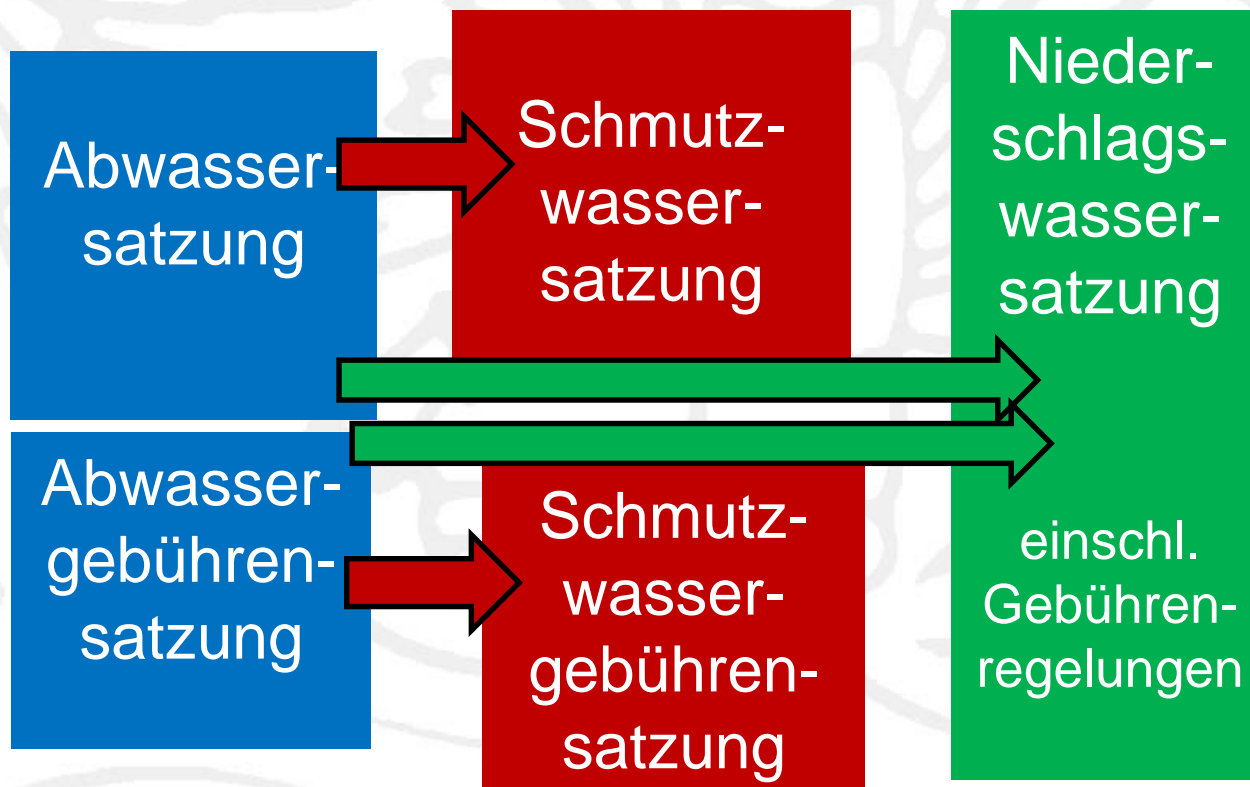 Abwasser-
satzung
Schmutz-
wasser-
satzung
Nieder-
schlags-
wasser-
satzung
Abwasser-
gebühren-
satzung
Schmutz-
wasser-
gebühren-
satzung
einschl.
Gebühren-
regelungen